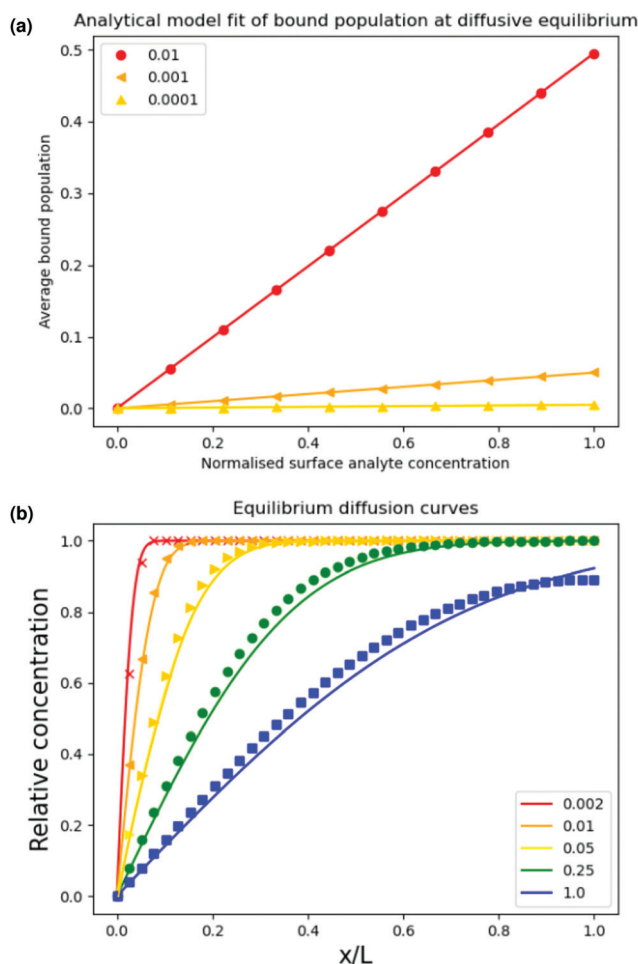 (a)
Analytical model fit of bound population at diffusive equilibrium
0.01
0.001
0.0001
Average bound population
0.5
0.4
0.3
0.2
0.1
0.0
0.0 0.2 0.4 0.6 0.8 1.0
Normalised surface analyte concentration
(b)
Equilibrium diffusion curves
Relative concentration
1.0
0.8
0.6
0.4
0.2
0.0
0.002
0.01
0.05
0.25
1.0
0.0 0.2 0.4 0.6 0.8 1.0
x/L